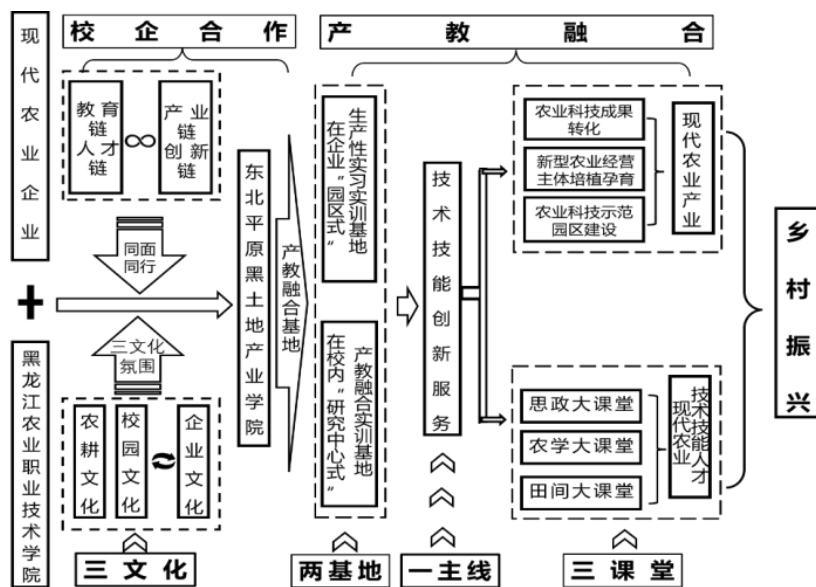 校企合作
产教融合
现代农业企业
+
黑龙江农业职业技术学院
教育链
人才链
∞
产业链
创新链
同面
同行
三文化
氛围
农耕文化
校园文化
企业文化
三文化
东北平原黑土地产业学院
产教融合基地
在企业“园区式”
生产性实习实训基地
在校内“研究中心式”
产教融合实训基地
两基地
技术技能创新服务
一主线
农业科技成果
转化
新型农业经营
主体培植孕育
农业科技示范
园区建设
现代农业产业
思政大课堂
农学大课堂
田间大课堂
现代农业
技术技能人才
三课堂
乡村振兴